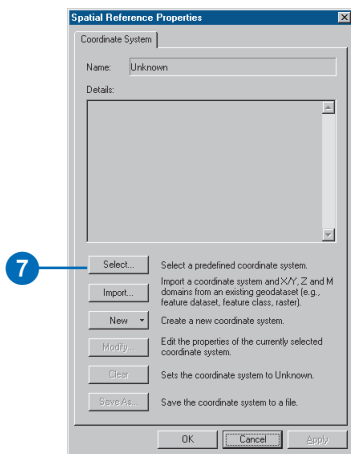 Spatial Reference Properties
Coordinate System
Name: Unknown
Details:
7
Select... Select a predefined coordinate system.
Import... Import a coordinate system and X/Y, Z and M
domains from an existing geodataset (e.g.,
feature dataset, feature class, raster).
New Create a new coordinate system.
Modify... Edit the properties of the currently selected
coordinate system.
Clear Sets the coordinate system to Unknown.
Save As... Save the coordinate system to a file.
OK Cancel Apply